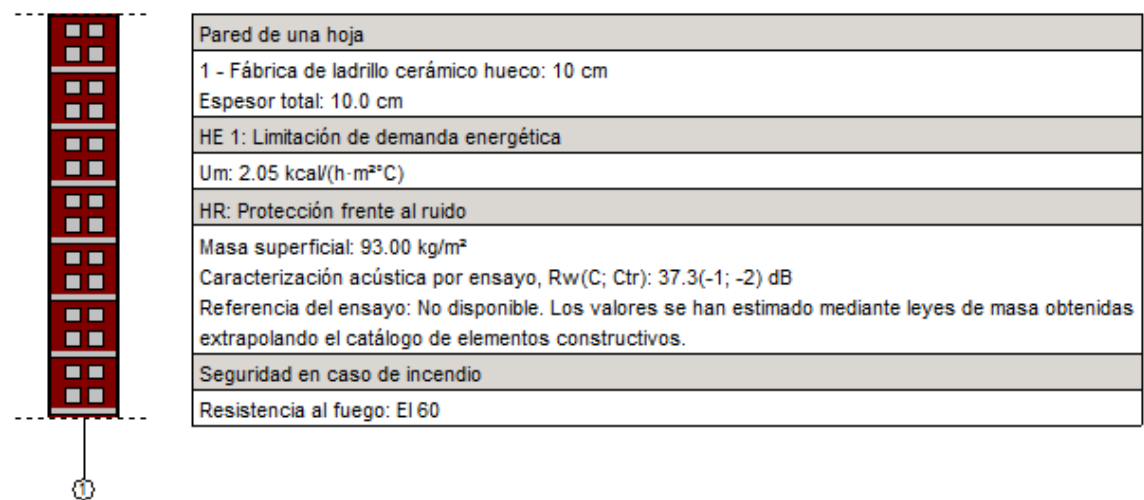 Pared de una hoja
1 - Fábrica de ladrillo cerámico hueco: 10 cm
Espesor total: 10.0 cm
HE 1: Limitación de demanda energética
Um: 2.05 kcal/(h·m²°C)
HR: Protección frente al ruido
Masa superficial: 93.00 kg/m²
Caracterización acústica por ensayo, Rw(C; Ctr): 37.3(-1; -2) dB
Referencia del ensayo: No disponible. Los valores se han estimado mediante leyes de masa obtenidas
extrapolando el catálogo de elementos constructivos.
Seguridad en caso de incendio
Resistencia al fuego: EI 60
1